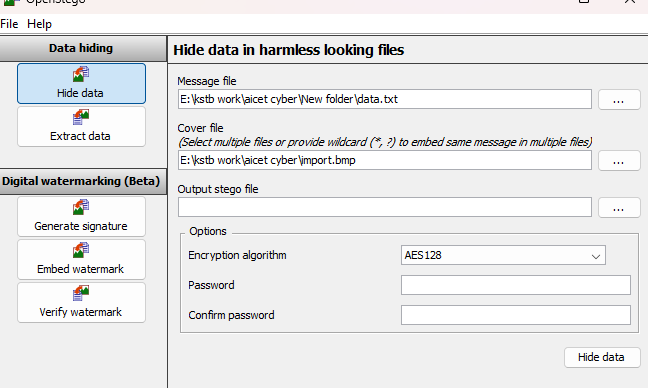 OpenStego
File Help
Data hiding
Hide data
Extract data
Digital watermarking (Beta)
Generate signature
Embed watermark
Verify watermark
Hide data in harmless looking files
Message file
E:\kstb work\aicet cyber\New folder\data.txt
...
Cover file
(Select multiple files or provide wildcard (*, ?) to embed same message in multiple files)
E:\kstb work\aicet cyber\import.bmp
...
Output stego file
...
Options
Encryption algorithm AES128
Password
Confirm password
Hide data